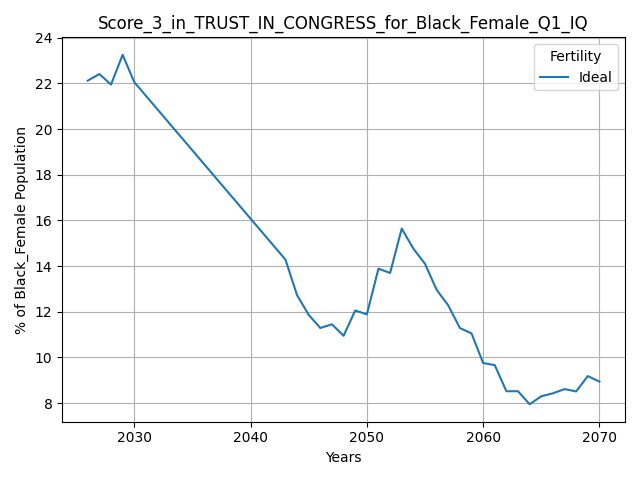 Score_3_in_TRUST_IN_CONGRESS_for_Black_Female_Q1_IQ
Fertility
Ideal
% of Black_Female Population
24
22
20
18
16
14
12
10
8
2030 2040 2050 2060 2070
Years